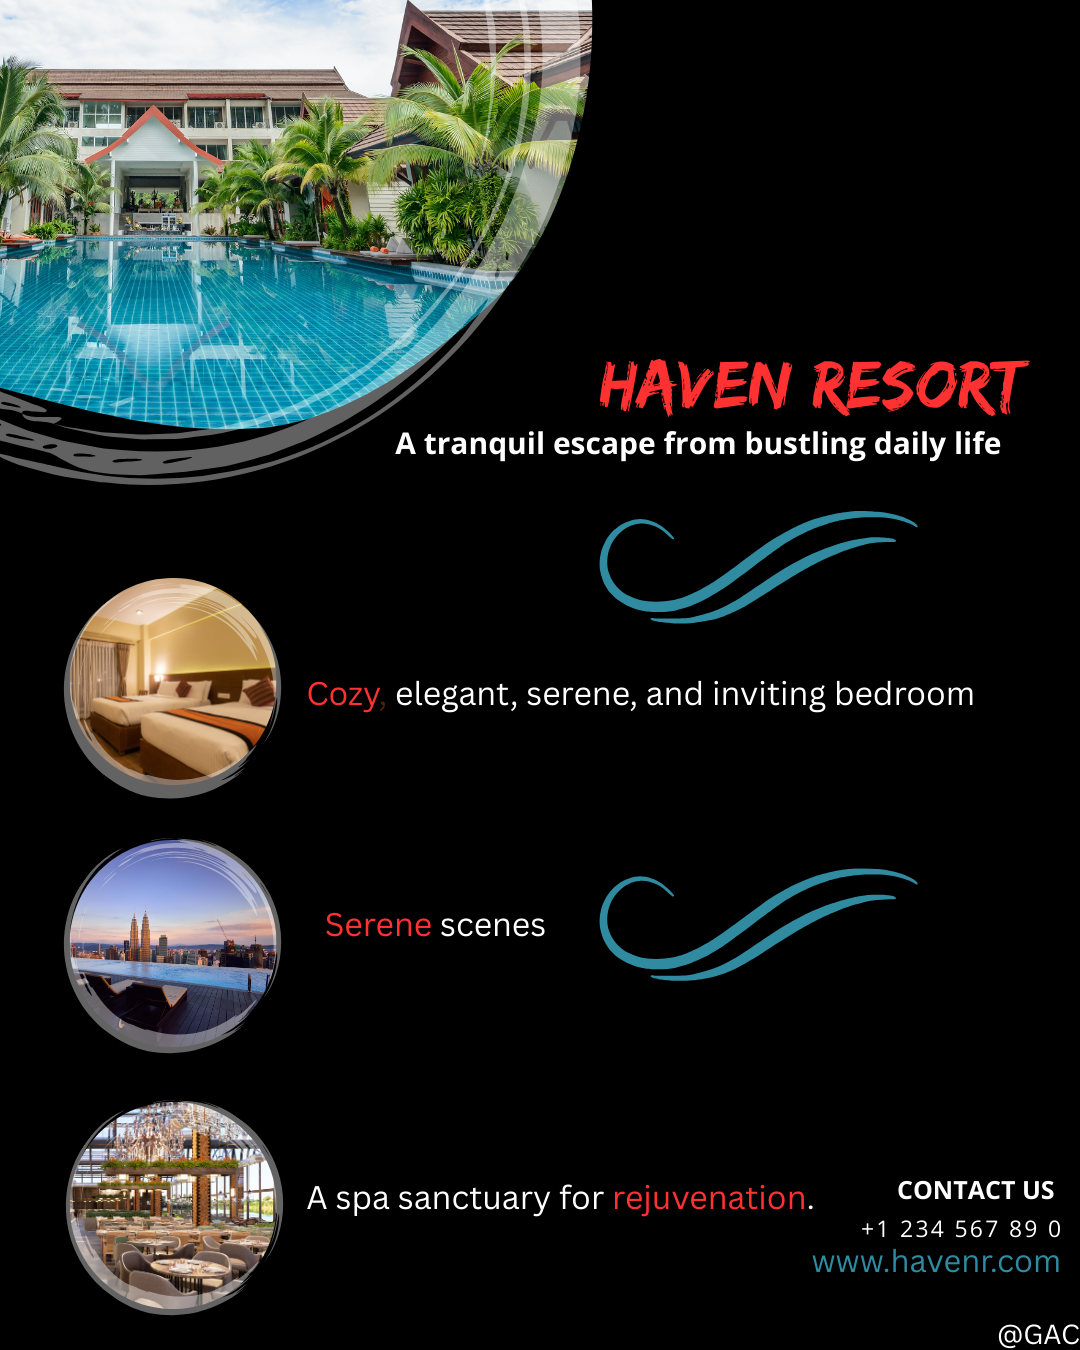 HAVEN RESORT
A tranquil escape from bustling daily life
Cozy, elegant, serene, and inviting bedroom
Serene scenes
A spa sanctuary for rejuvenation.
CONTACT US
+1 234 567 89 0
www.havenr.com
@GAC